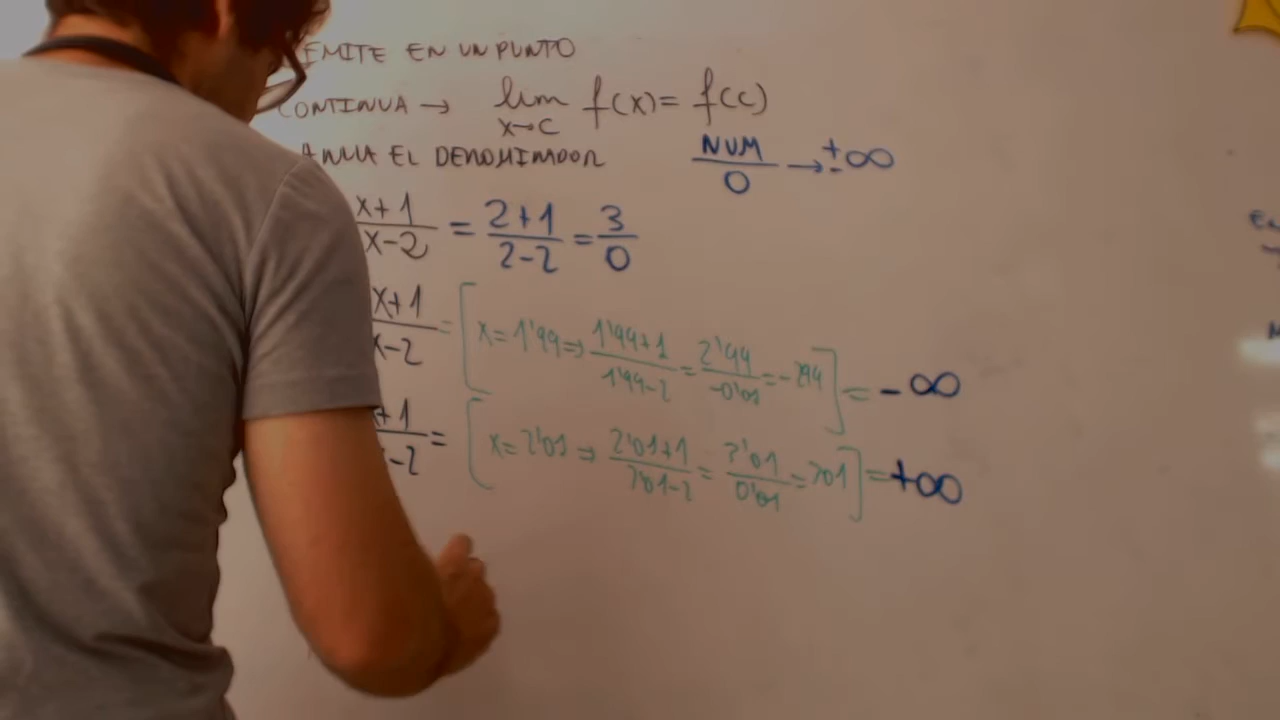 EMITE EN UN PUNTO
CONTINUA → lim x→c f(x) = f(c)
ANULA EL DENOMINADOR NUM/0 → ±∞
x+1/x-2 = 2+1/2-2 = 3/0
x+1/x-2 = [x = 1'99 ⇒ 1'99+1/1'99-2 = 2'99/-0'01 = -299] = -∞
x+1/x-2 = [x = 2'01 ⇒ 2'01+1/2'01-2 = 3'01/0'01 = 301] = +∞